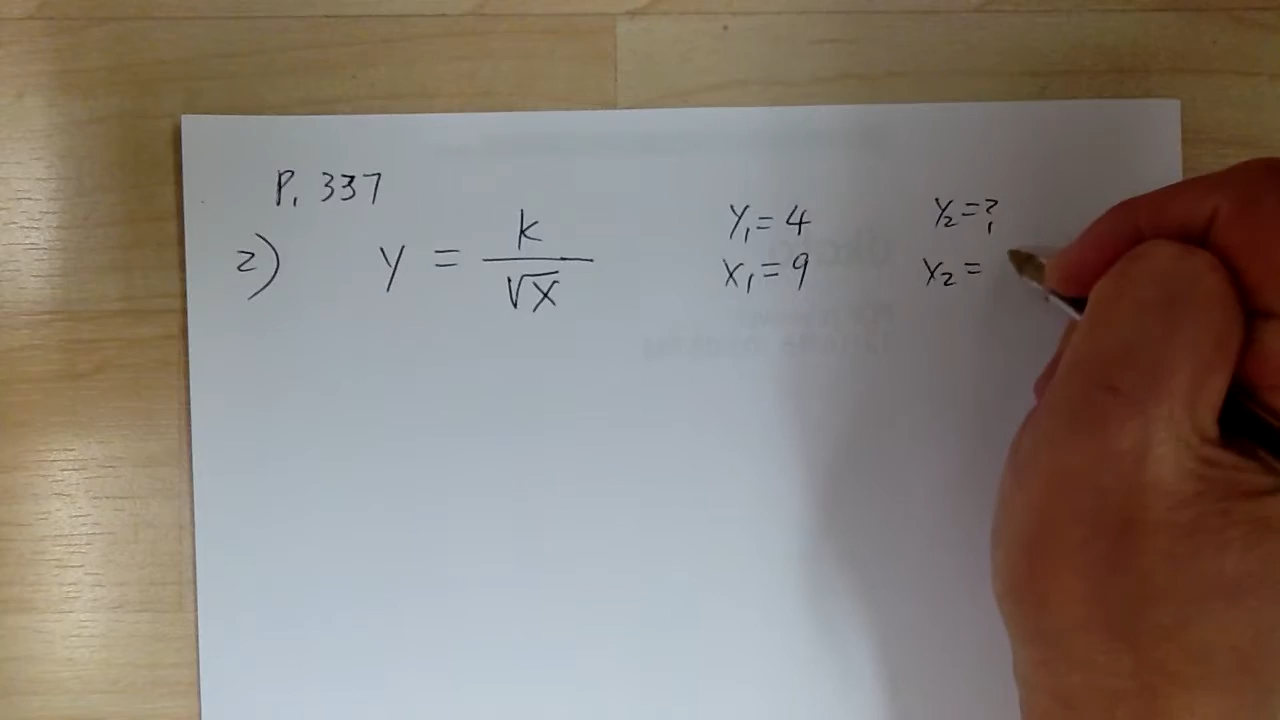 P. 337
2) y = k/√x
y₁ = 4
x₁ = 9
y₂ = ?
x₂ =